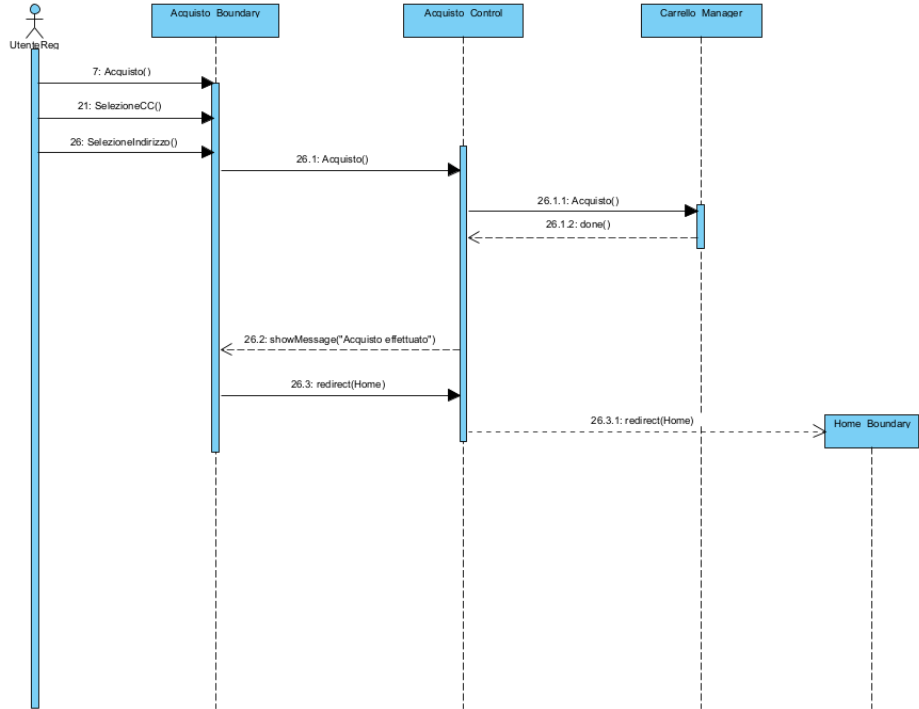 Acquisto Boundary
Acquisto Control
Carrello Manager
UtenteReg
7: Acquisto()
21: SelezioneCC()
26: SelezioneIndirizzo()
26.1: Acquisto()
26.1.1: Acquisto()
26.1.2: done()
26.2: showMessage("Acquisto effettuato")
26.3: redirect(Home)
26.3.1: redirect(Home)
Home Boundary